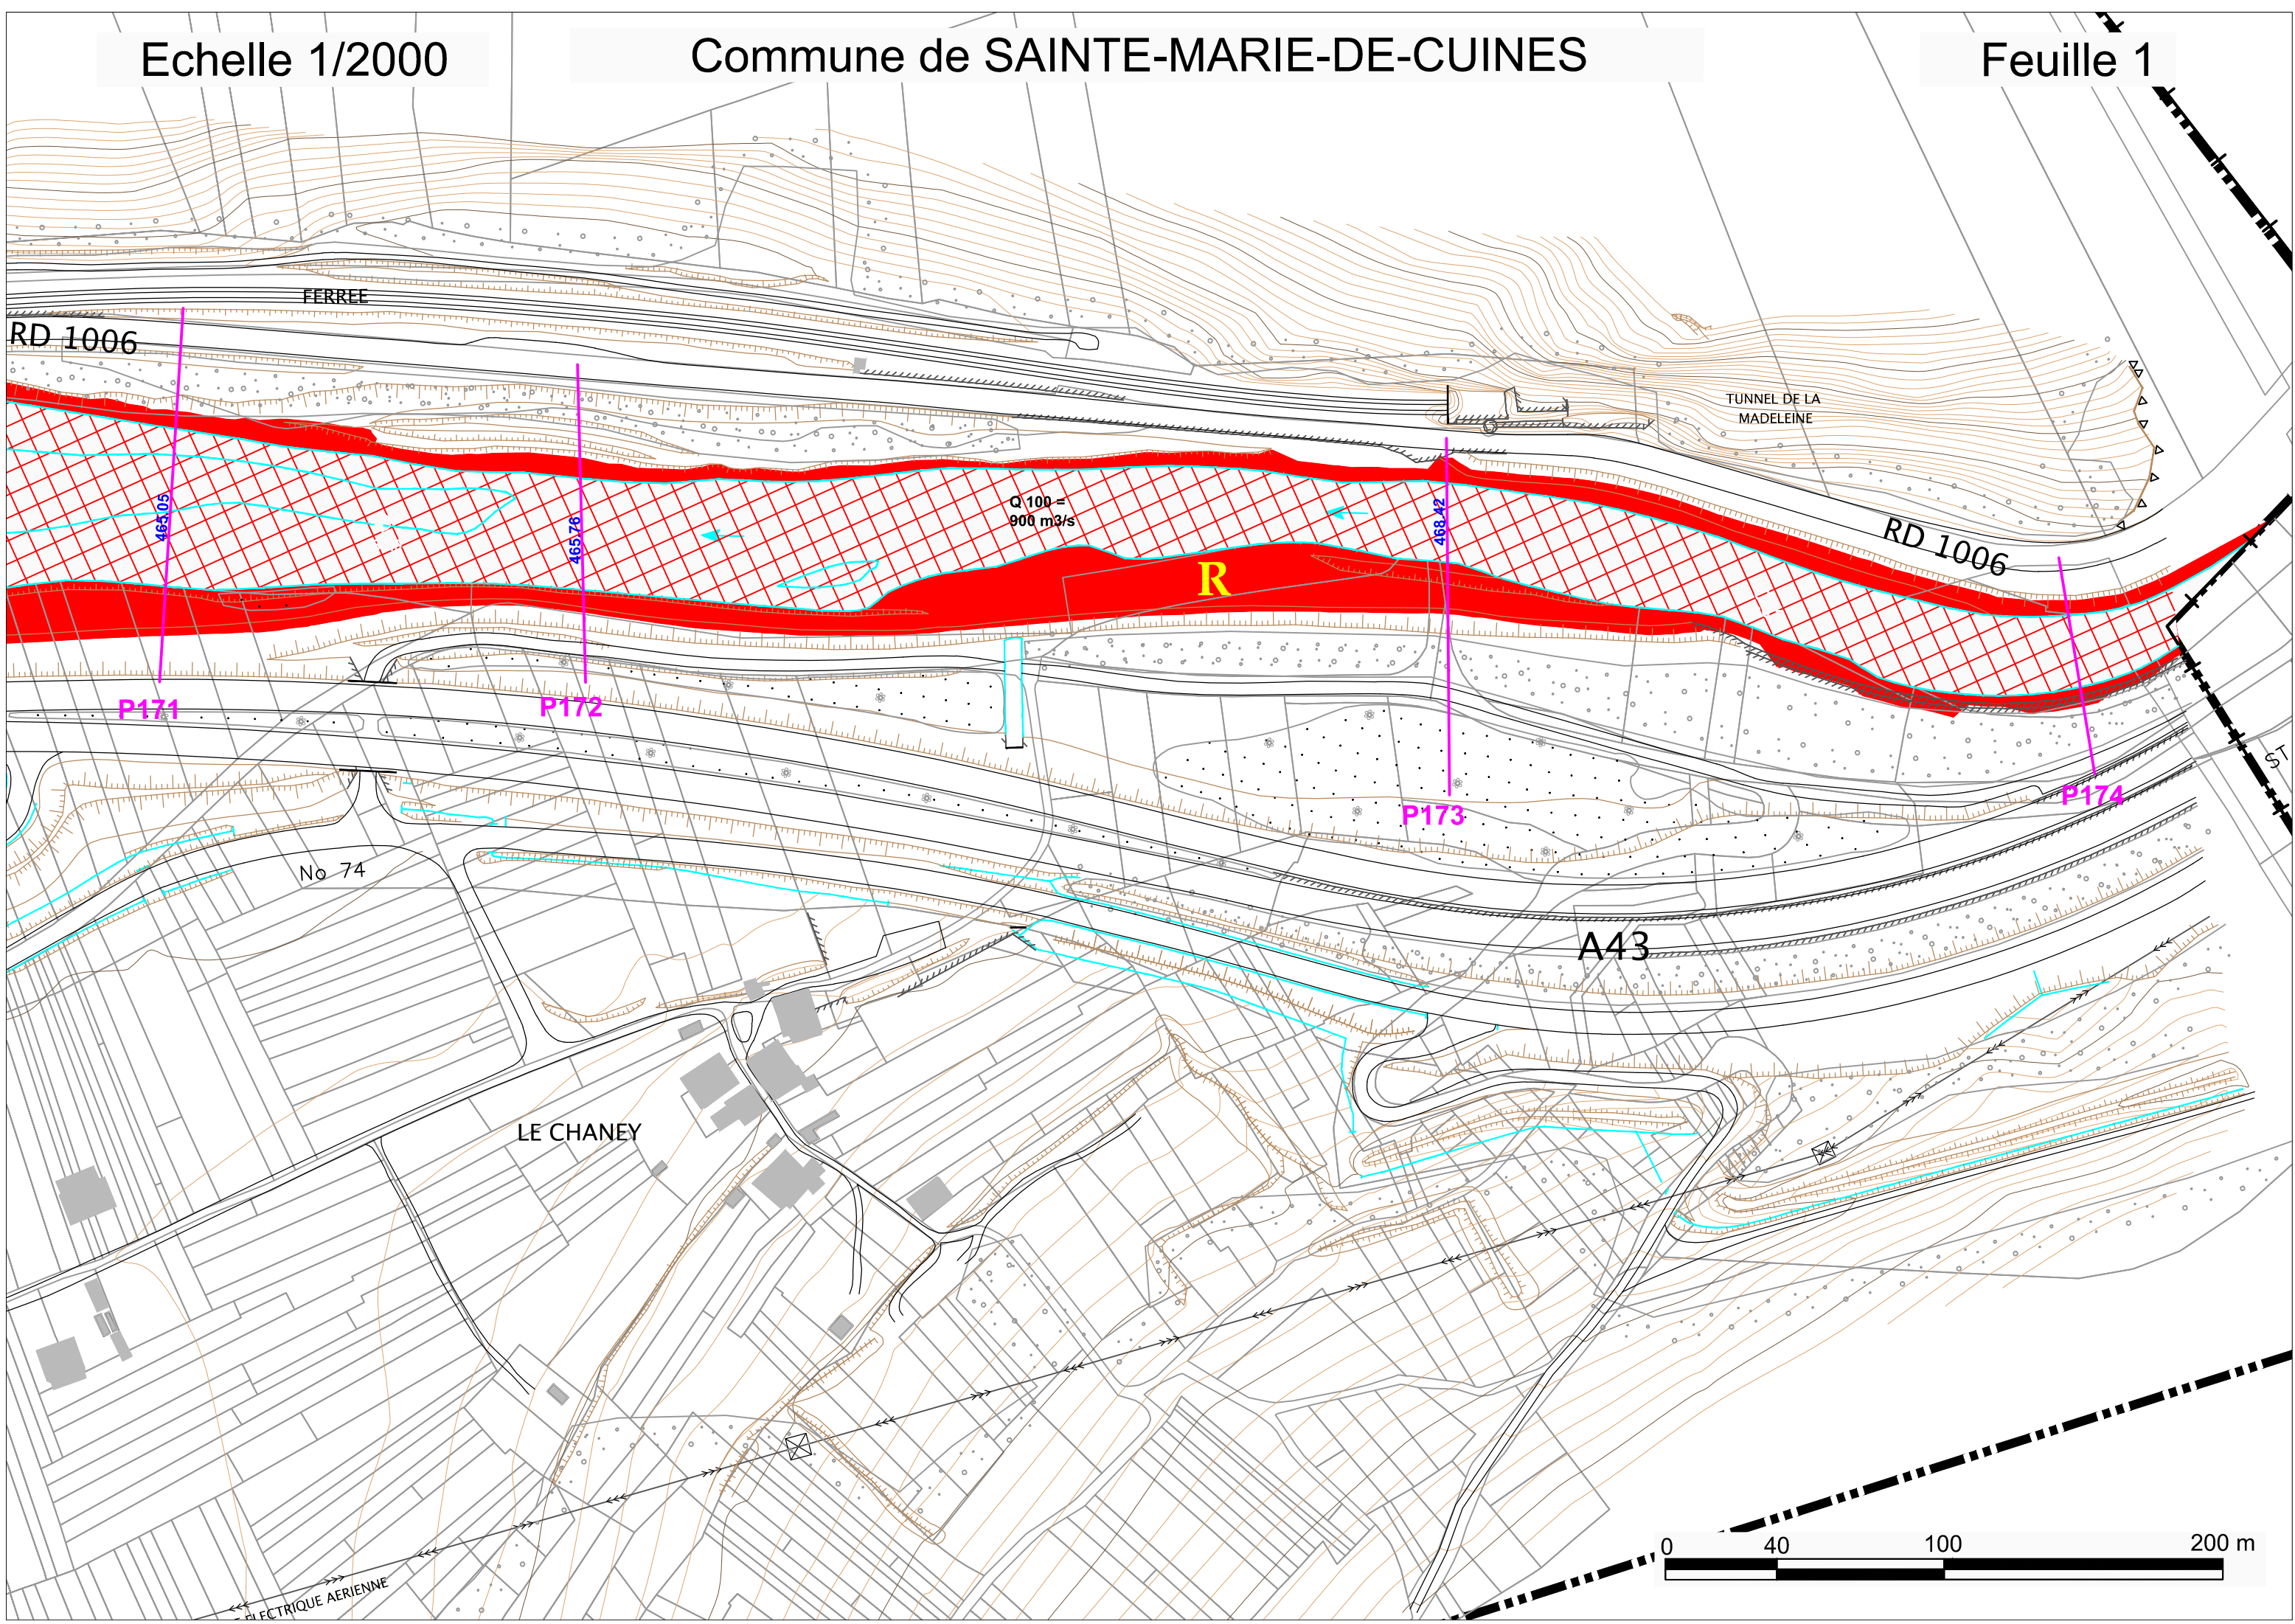 Echelle 1/2000
Commune de SAINTE-MARIE-DE-CUINES
Feuille 1
FERREE
RD 1006
TUNNEL DE LA
MADELEINE
465.05
465.76
Q 100 =
900 m3/s
468.42
RD 1006
R
P171
P172
P173
P174
ST
No 74
A43
LE CHANEY
0 40 100 200 m
ELECTRIQUE AERIENNE